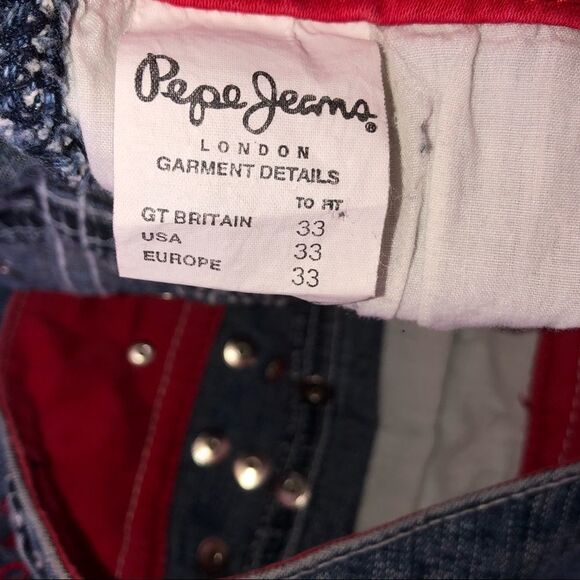 Pepe Jeans®
LONDON
GARMENT DETAILS
TO FIT
GT BRITAIN 33
USA 33
EUROPE 33